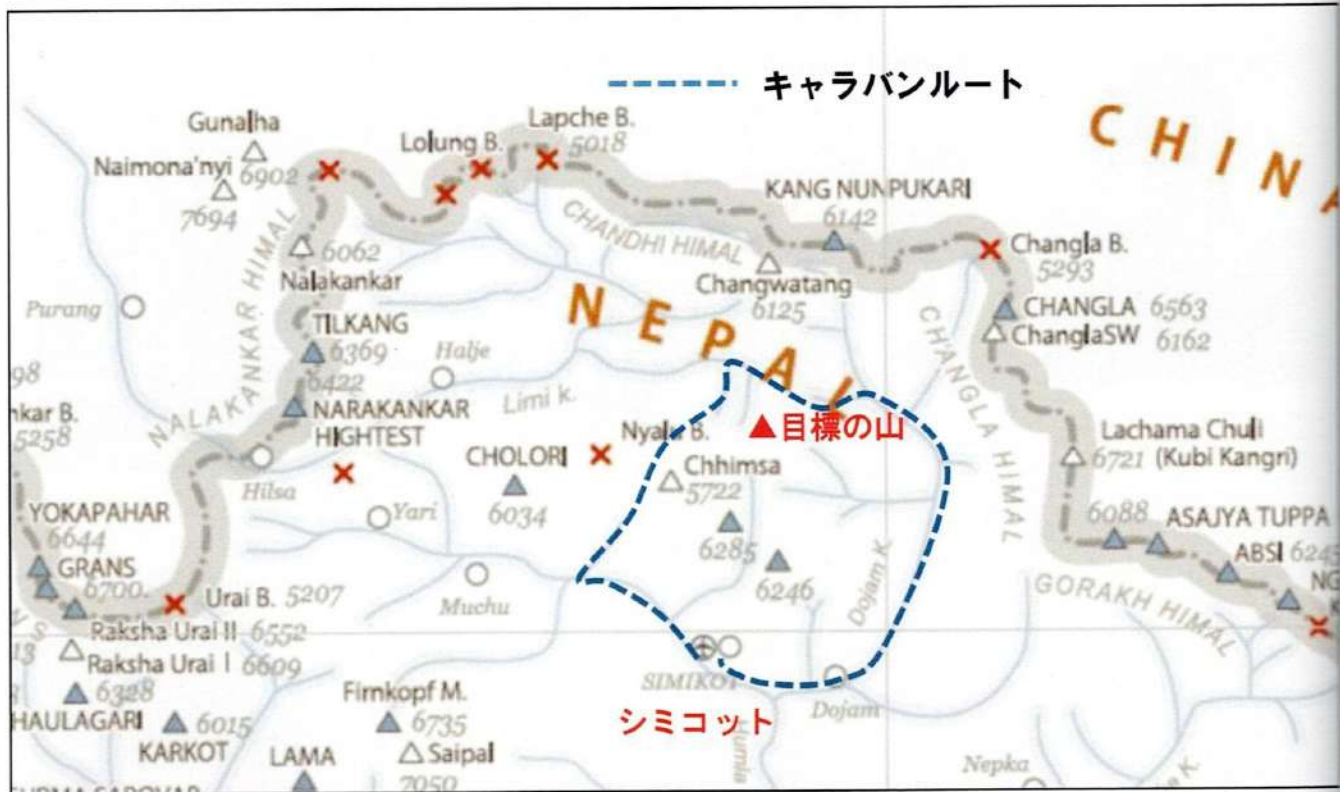 キャラバンルート
CHINA
Gunalha
6902
Naimona'nyi
7694
Lolung B.
Lapche B.
5018
KANG NUNPUKARI
6142
CHANDHI HIMAL
Changla B.
5293
6062
Nalakankar
NALAKANKAR HIMAL
Changwatang
6125
CHANGLA 6563
ChanglaSW 6162
NEPAL
Purang
TILKANG
6369
Halje
CHANGLA HIMAL
98
6422
NARAKANKAR
HIGHTEST
Limi k.
nkar B.
5258
▲目標の山
Lachama Chuli
6721 (Kubi Kangri)
CHOLORI
6034
Chhimsa
5722
Hilsa
Yari
YOKAPAHAR
6644
6285
6088
ASAJYA TUPPA
ABSI
GRANS
6700
6246
Dojam K.
GORAKH HIMAL
Muchu
Urai B. 5207
Raksha Urai II 6552
13
Raksha Urai I 6609
6328
SIMIKOT
Dojam
シミコット
HAULAGARI
6015
KARKOT
Firnkopf M.
6735
LAMA
Saipal
7050
Nepka